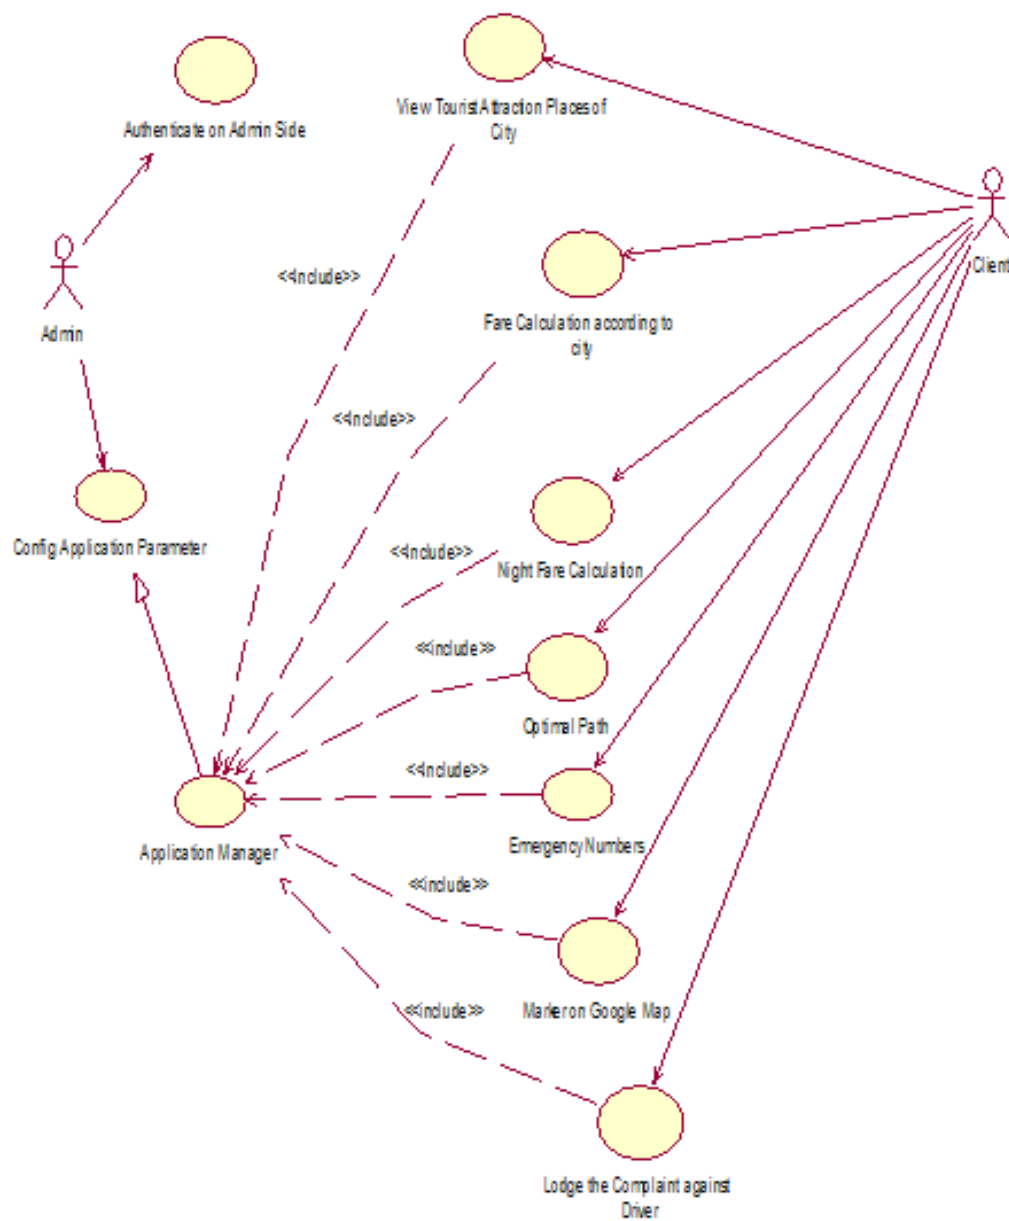 View Tourist Attraction Places of
City
Authenticate on Admin Side
Client
<<Include>>
Admin
Fare Calculation according to
city
<<Include>>
Config Application Parameter
<<Include>>
Night Fare Calculation
<<include>>
Optimal Path
<<Include>>
Application Manager
Emergency Numbers
<<include>>
Marker on Google Map
<<include>>
Lodge the Complaint against
Driver